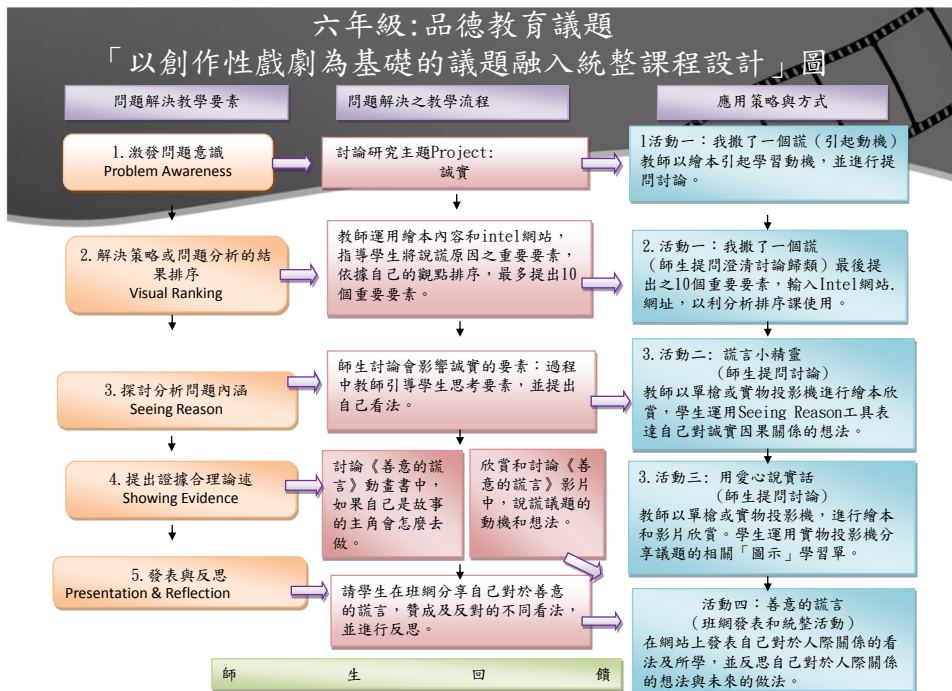 六年級:品德教育議題
「以創作性戲劇為基礎的議題融入統整課程設計」圖
問題解決教學要素
問題解決之教學流程
應用策略與方式
1.激發問題意識
Problem Awareness
討論研究主題Project:
誠實
1活動一：我撒了一個謊（引起動機）
教師以繪本引起學習動機，並進行提
問討論。
2.解決策略或問題分析的結
果排序
Visual Ranking
教師運用繪本內容和intel網站，
指導學生將說謊原因之重要要素，
依據自己的觀點排序，最多提出10
個重要要素。
2.活動一：我撒了一個謊
（師生提問澄清討論歸類）最後提
出之10個重要要素，輸入Intel網站.
網址，以利分析排序課使用。
3.探討分析問題內涵
Seeing Reason
師生討論會影響誠實的要素：過程
中教師引導學生思考要素，並提出
自己看法。
3.活動二: 謊言小精靈
(師生提問討論)
教師以單槍或實物投影機進行繪本欣
賞，學生運用Seeing Reason工具表
達自己對誠實因果關係的想法。
4.提出證據合理論述
Showing Evidence
討論《善意的謊
言》動畫書中，
如果自己是故事
的主角會怎麼去
做。
欣賞和討論《善
意的謊言》影片
中，說謊議題的
動機和想法。
3.活動三: 用愛心說實話
(師生提問討論)
教師以單槍或實物投影機，進行繪本
和影片欣賞。學生運用實物投影機分
享議題的相關「圖示」學習單。
5.發表與反思
Presentation & Reflection
請學生在班網分享自己對於善意
的謊言，贊成及反對的不同看法，
並進行反思。
活動四：善意的謊言
(班網發表和統整活動)
在網站上發表自己對於人際關係的看
法及所學，並反思自己對於人際關係
的想法與未來的做法。
師 生 回 饋